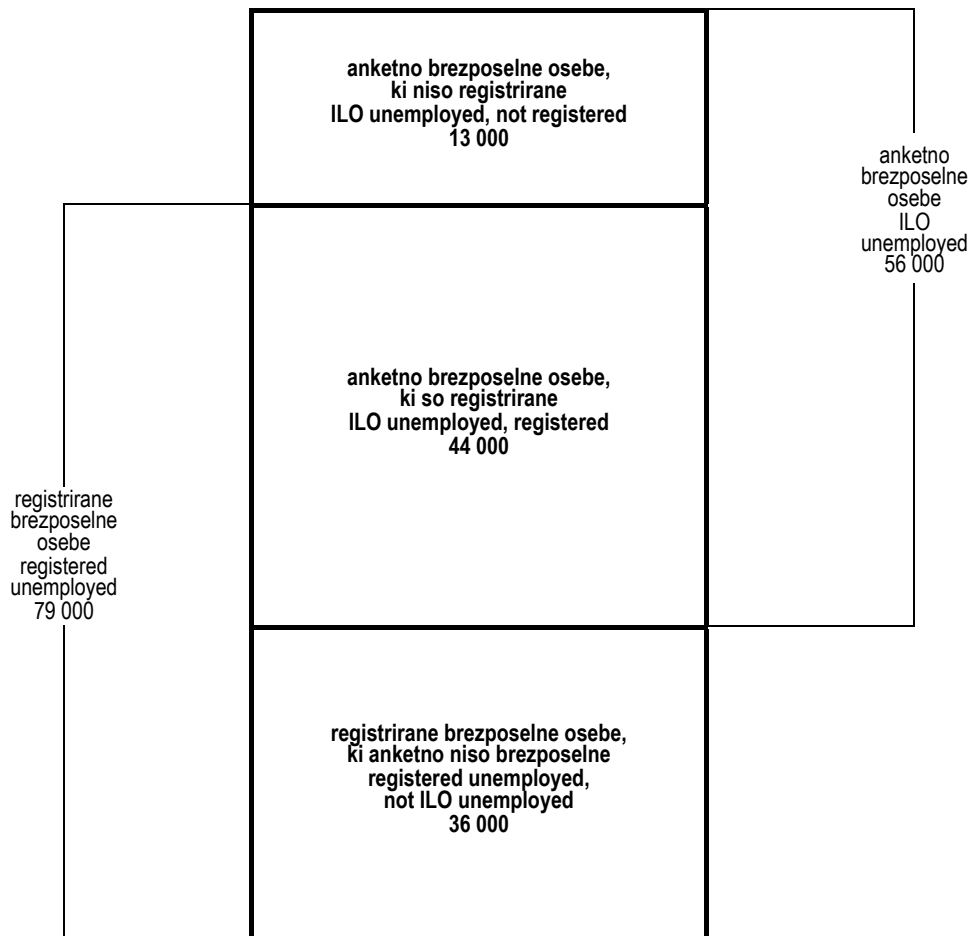 anketno brezposelne osebe,
ki niso registrirane
ILO unemployed, not registered
13 000
anketno
brezposelne
osebe
ILO
unemployed
56 000
anketno brezposelne osebe,
ki so registrirane
ILO unemployed, registered
44 000
registrirane
brezposelne
osebe
registered
unemployed
79 000
registrirane brezposelne osebe,
ki anketno niso brezposelne
registered unemployed,
not ILO unemployed
36 000